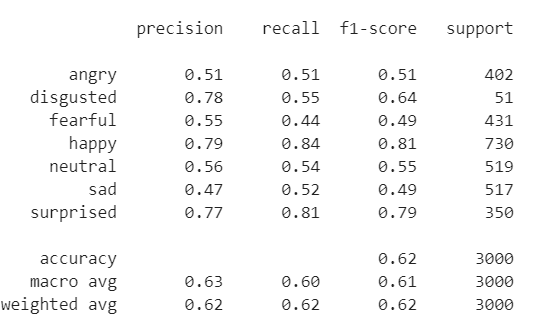 precision recall f1-score support
angry 0.51 0.51 0.51 402
disgusted 0.78 0.55 0.64 51
fearful 0.55 0.44 0.49 431
happy 0.79 0.84 0.81 730
neutral 0.56 0.54 0.55 519
sad 0.47 0.52 0.49 517
surprised 0.77 0.81 0.79 350
accuracy 0.62 3000
macro avg 0.63 0.60 0.61 3000
weighted avg 0.62 0.62 0.62 3000